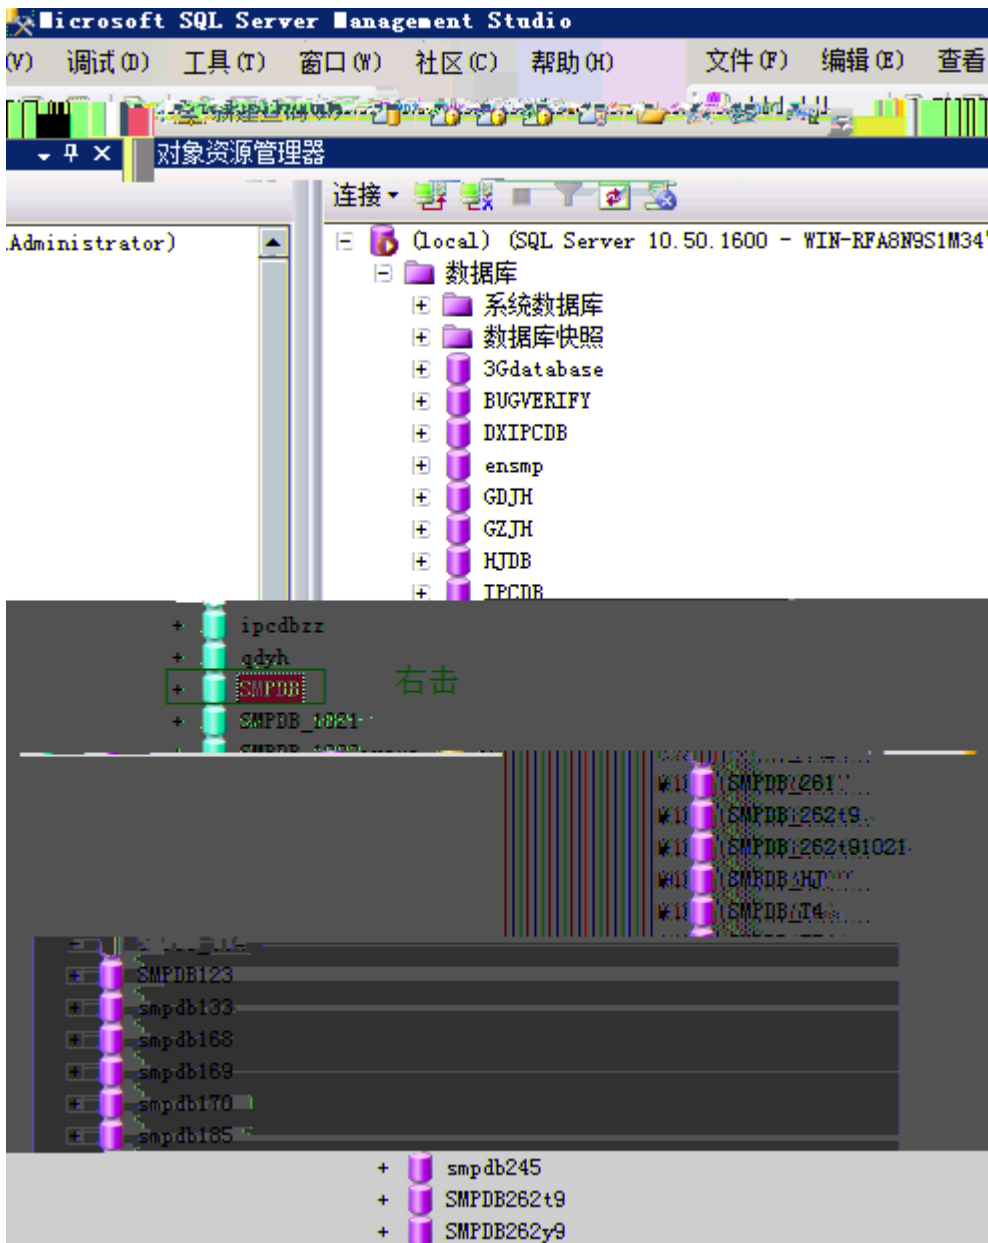 Microsoft SQL Server Management Studio
(V) 调试(D) 工具(T) 窗口(W) 社区(C) 帮助(H) 文件(F) 编辑(E) 查看
对象资源管理器
连接
Administrator)
(local) (SQL Server 10.50.1600 - WIN-RFA8N9S1M34
数据库
系统数据库
数据库快照
3Gdatabase
BUGVERIFY
DXIPCDB
ensmp
GDJH
GZJH
HJDB
IPCDB
ipcdbzz
qdyh
SMPDB 右击
SMPDB_1021
SMPDB_261
SMPDB_262t9
SMPDB_262t91021
SMPDB_HJ
SMPDB_T4
SMPDB123
smpdb133
smpdb168
smpdb169
smpdb170
smpdb185
smpdb245
SMPDB262t9
SMPDB262y9